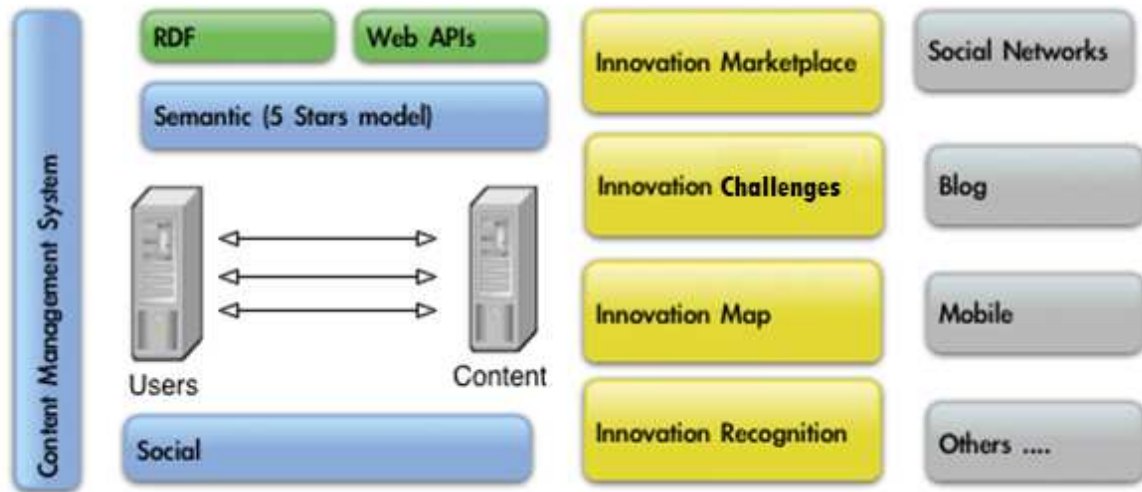 Content Management System
RDF
Web APIs
Semantic (5 Stars model)
Users
Content
Social
Innovation Marketplace
Innovation Challenges
Innovation Map
Innovation Recognition
Social Networks
Blog
Mobile
Others ....